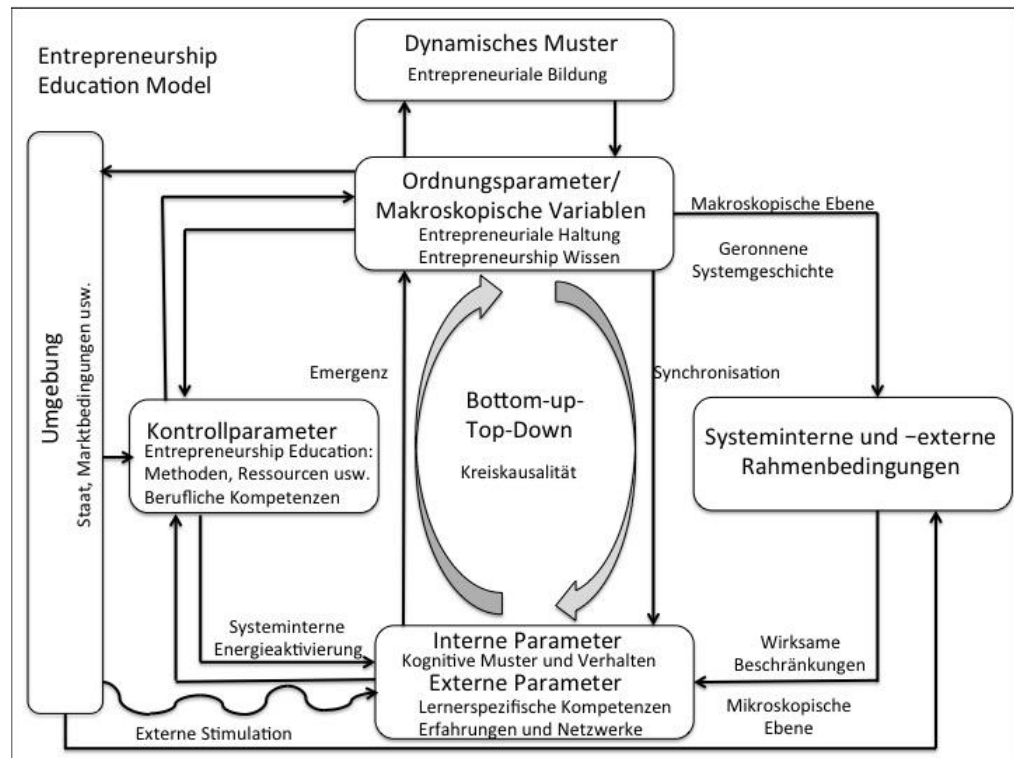 Entrepreneurship
Education Model
Dynamisches Muster
Entrepreneuriale Bildung
Ordnungsparameter/
Makroskopische Variablen
Entrepreneuriale Haltung
Entrepreneurship Wissen
Makroskopische Ebene
Geronnene
Systemgeschichte
Umgebung
Staat, Marktbedingungen usw.
Emergenz
Synchronisation
Bottom-up-
Top-Down
Kreiskausalität
Kontrollparameter
Entrepreneurship Education:
Methoden, Ressourcen usw.
Berufliche Kompetenzen
Systeminterne und –externe
Rahmenbedingungen
Systeminterne
Energieaktivierung
Interne Parameter
Kognitive Muster und Verhalten
Externe Parameter
Lernerspezifische Kompetenzen
Erfahrungen und Netzwerke
Wirksame
Beschränkungen
Mikroskopische
Ebene
Externe Stimulation